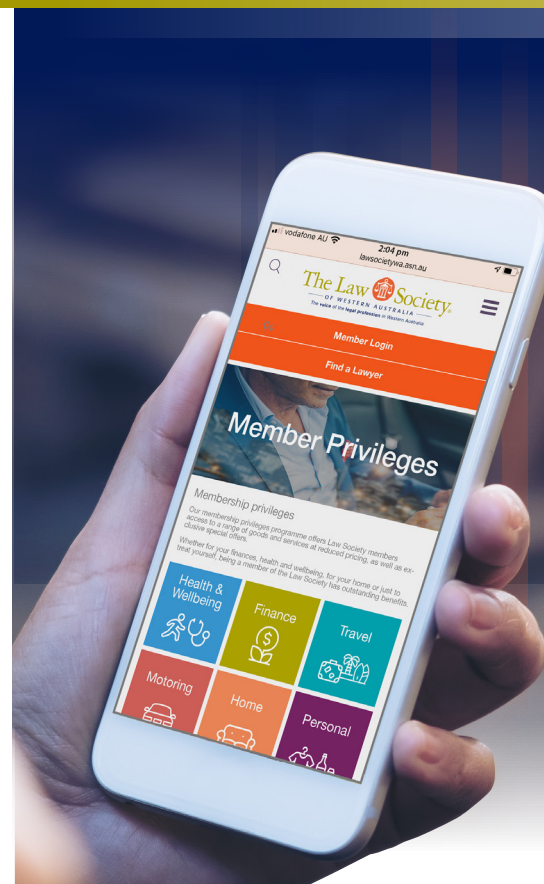 vodafone AU
2:04 pm
lawsocietywa.asn.au
The Law Society
OF WESTERN AUSTRALIA
The voice of the legal profession in Western Australia
Member Login
Find a Lawyer
Member Privileges
Membership privileges
Our membership privileges programme offers Law Society members
access to a range of goods and services at reduced pricing, as well as ex-
clusive special offers.
Whether for your finances, health and wellbeing, for your home or just to
treat yourself, being a member of the Law Society has outstanding benefits.
Health &
Wellbeing
Finance
Travel
Motoring
Home
Personal